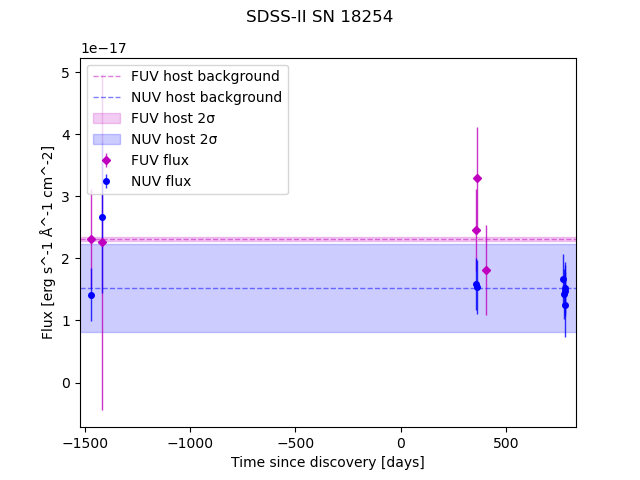 SDSS-II SN 18254
1e−17
FUV host background
NUV host background
FUV host 2σ
NUV host 2σ
FUV flux
NUV flux
5
4
3
2
1
0
Flux [erg s^-1 Å^-1 cm^-2]
−1500
−1000
−500
0
500
Time since discovery [days]